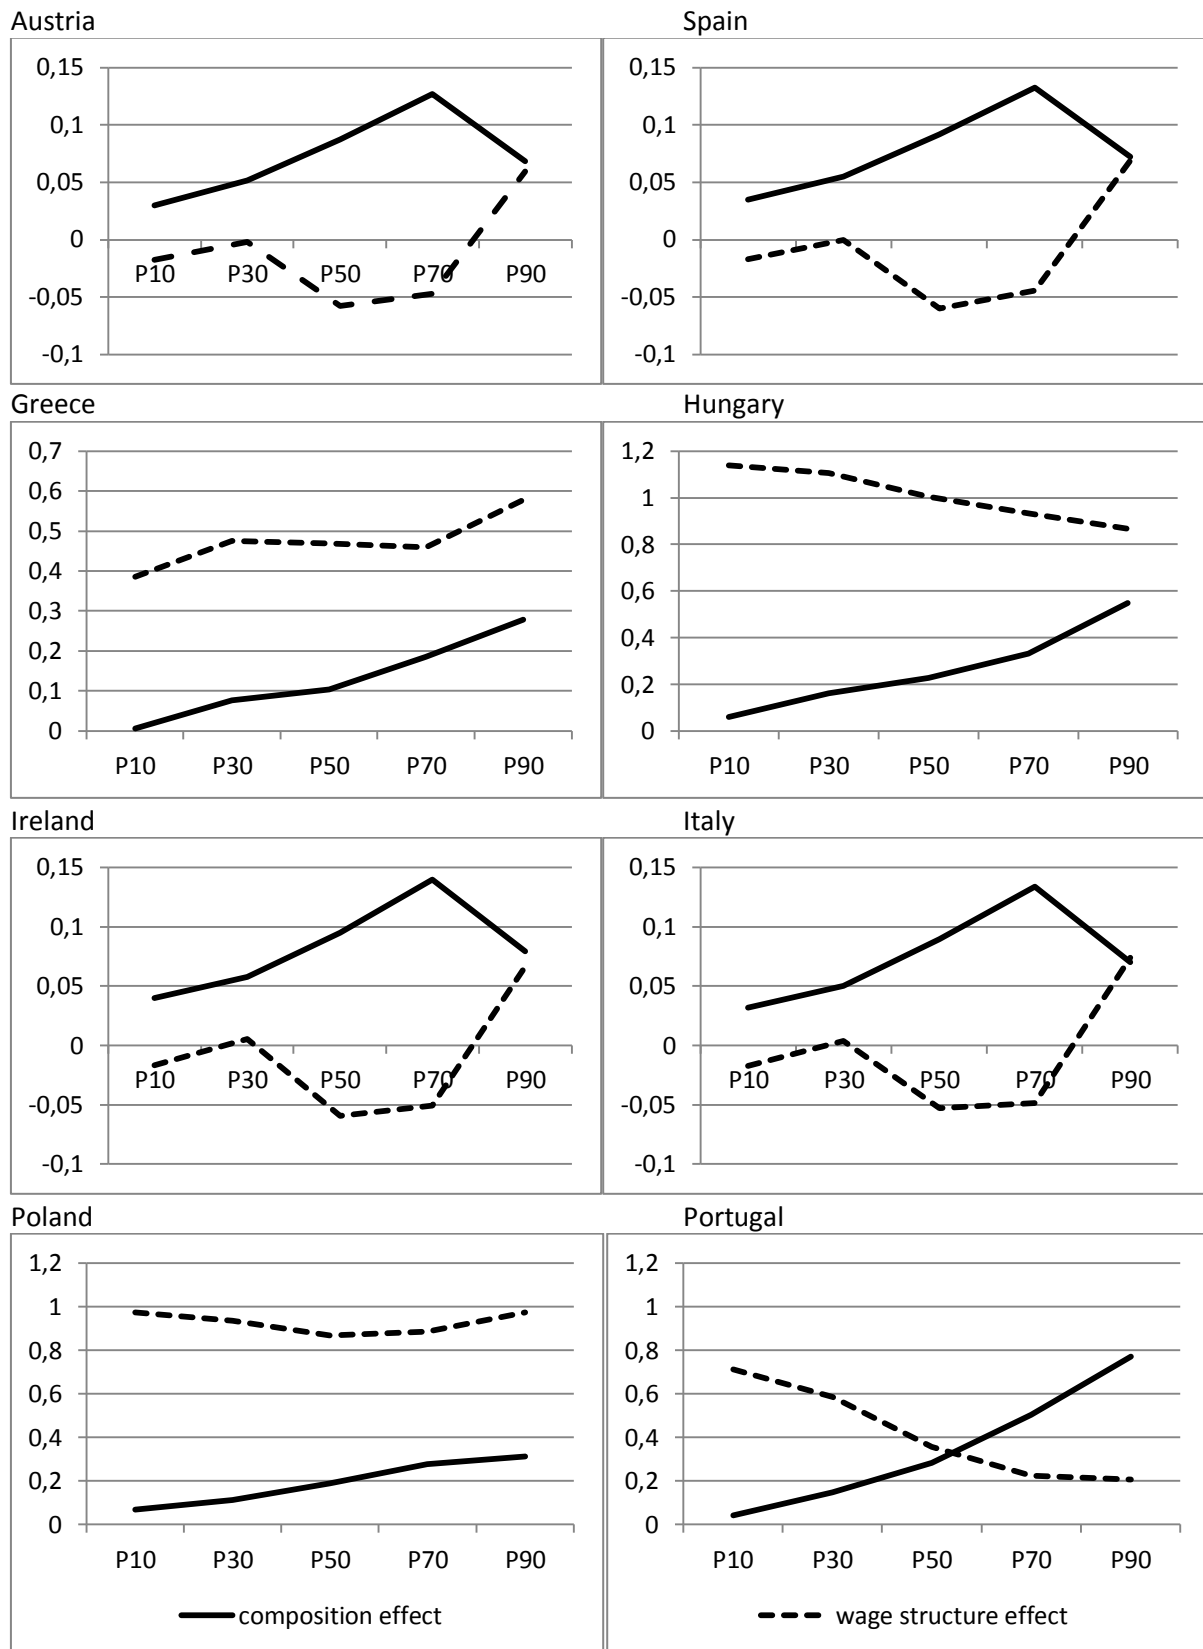 Austria
0,15
0,1
0,05
0
-0,05
-0,1
P10 P30 P50 P70 P90
Spain
0,15
0,1
0,05
0
-0,05
-0,1
P10 P30 P50 P70 P90
Greece
0,7
0,6
0,5
0,4
0,3
0,2
0,1
0
P10 P30 P50 P70 P90
Hungary
1,2
1
0,8
0,6
0,4
0,2
0
P10 P30 P50 P70 P90
Ireland
0,15
0,1
0,05
0
-0,05
-0,1
P10 P30 P50 P70 P90
Italy
0,15
0,1
0,05
0
-0,05
-0,1
P10 P30 P50 P70 P90
Poland
1,2
1
0,8
0,6
0,4
0,2
0
P10 P30 P50 P70 P90
Portugal
1,2
1
0,8
0,6
0,4
0,2
0
P10 P30 P50 P70 P90
composition effect
wage structure effect